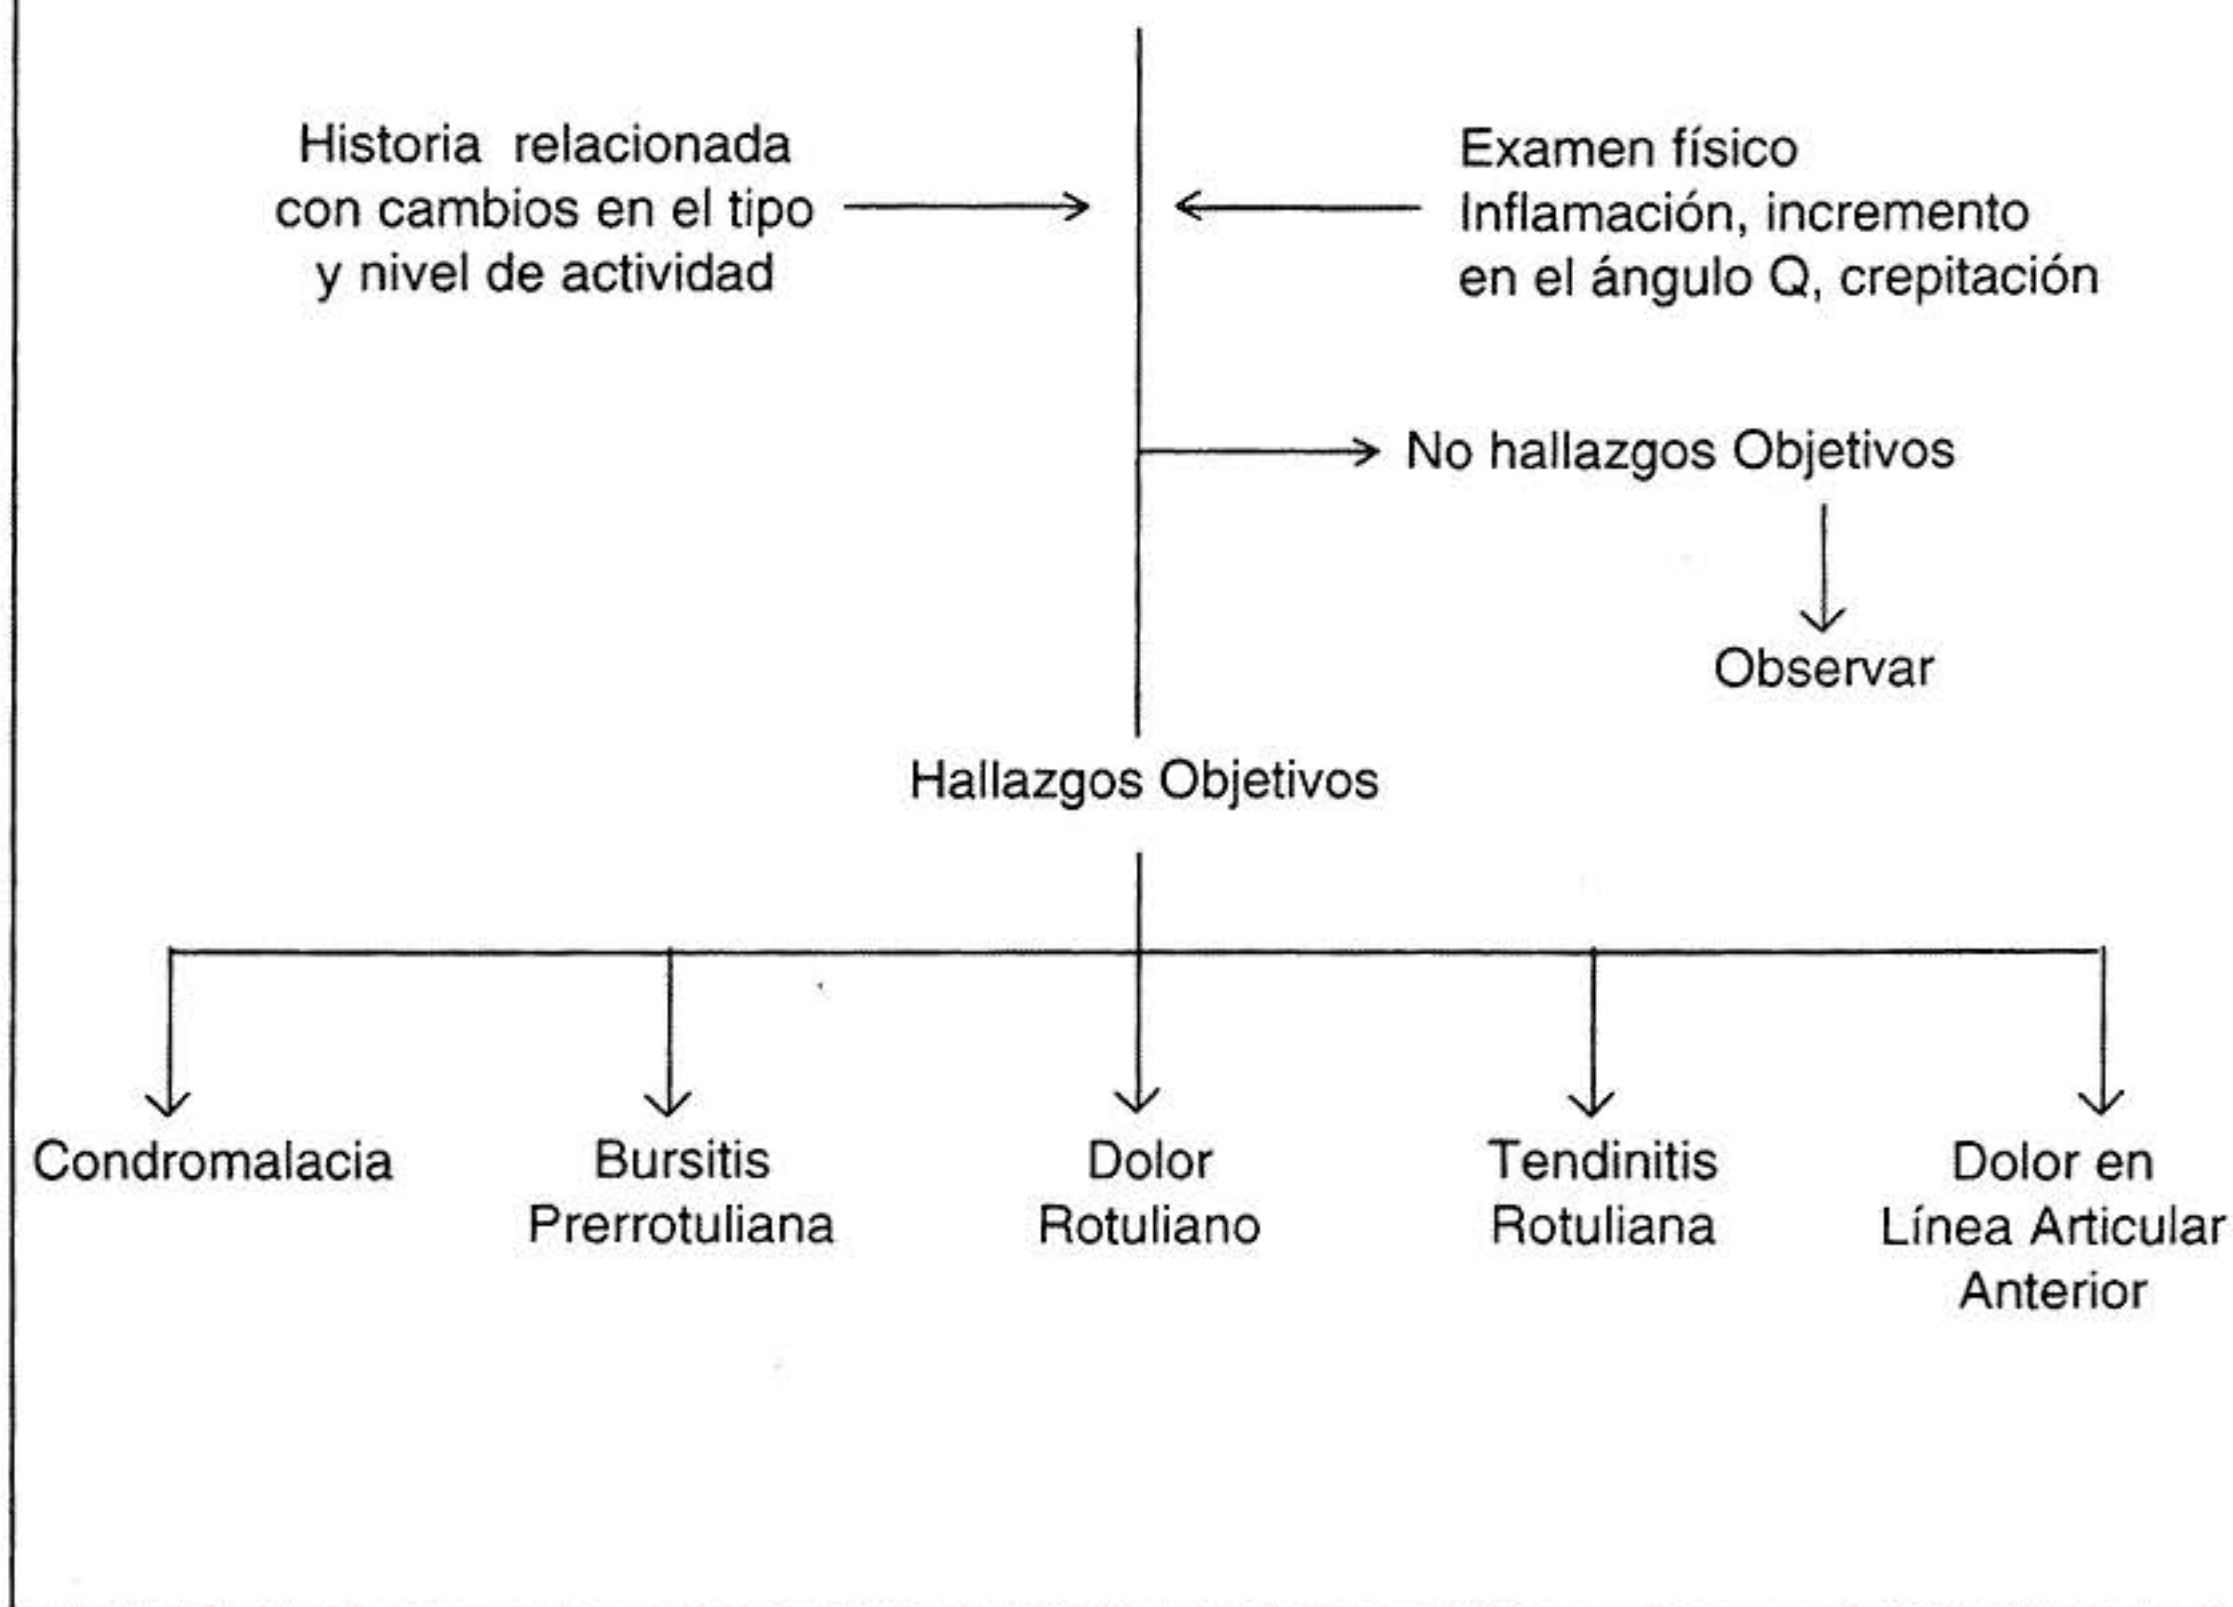 Historia relacionada
con cambios en el tipo
y nivel de actividad
Examen físico
Inflamación, incremento
en el ángulo Q, crepitación
No hallazgos Objetivos
Observar
Hallazgos Objetivos
Condromalacia
Bursitis
Prerrotuliana
Dolor
Rotuliano
Tendinitis
Rotuliana
Dolor en
Línea Articular
Anterior